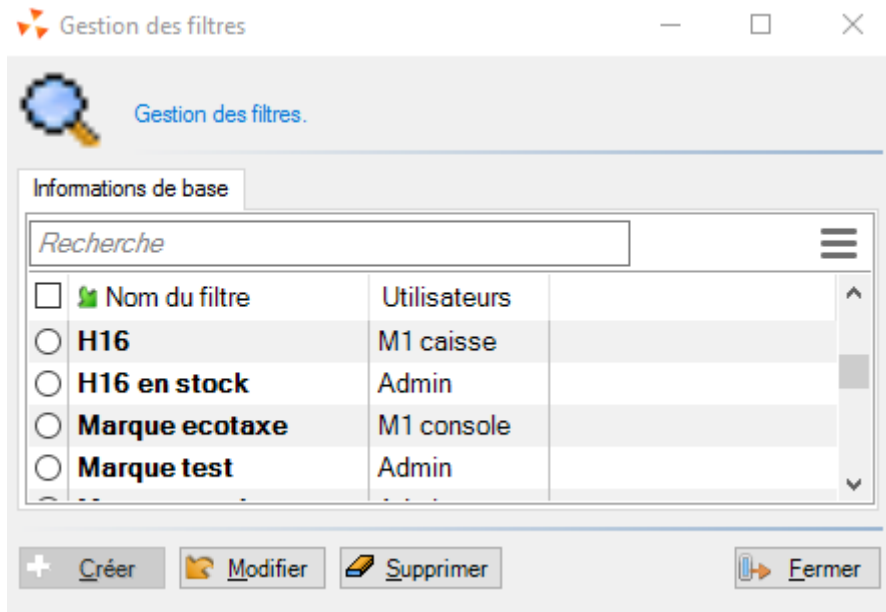 Gestion des filtres
Gestion des filtres.
Informations de base
Recherche
Nom du filtre Utilisateurs
H16 M1 caisse
H16 en stock Admin
Marque ecotaxe M1 console
Marque test Admin
Créer Modifier Supprimer Fermer